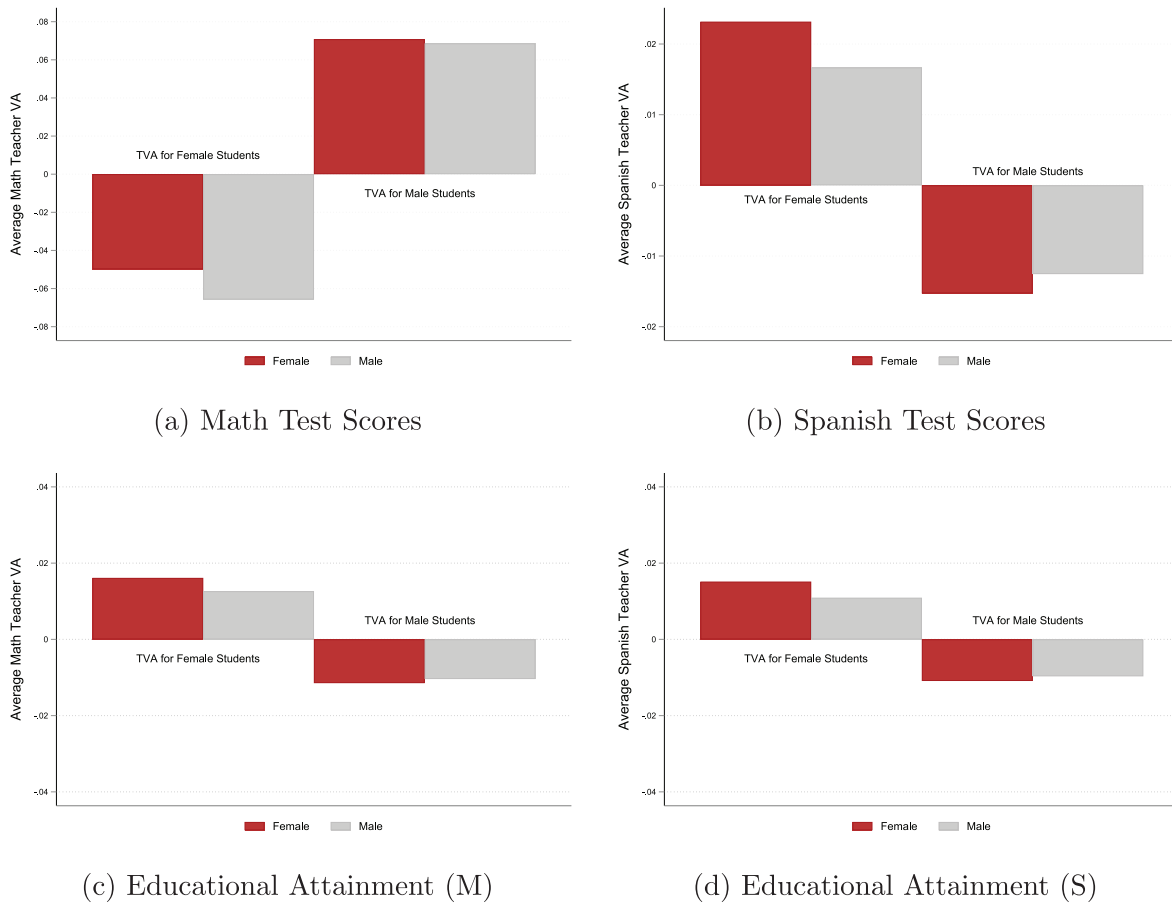 Average Math Teacher VA
.08
.06
.04
.02
0
-.02
-.04
-.06
-.08
TVA for Female Students
TVA for Male Students
Female Male
(a) Math Test Scores
Average Spanish Teacher VA
.02
.01
0
-.01
-.02
TVA for Male Students
TVA for Female Students
Female Male
(b) Spanish Test Scores
Average Math Teacher VA
.04
.02
0
-.02
-.04
TVA for Male Students
TVA for Female Students
Female Male
(c) Educational Attainment (M)
Average Spanish Teacher VA
.04
.02
0
-.02
-.04
TVA for Male Students
TVA for Female Students
Female Male
(d) Educational Attainment (S)